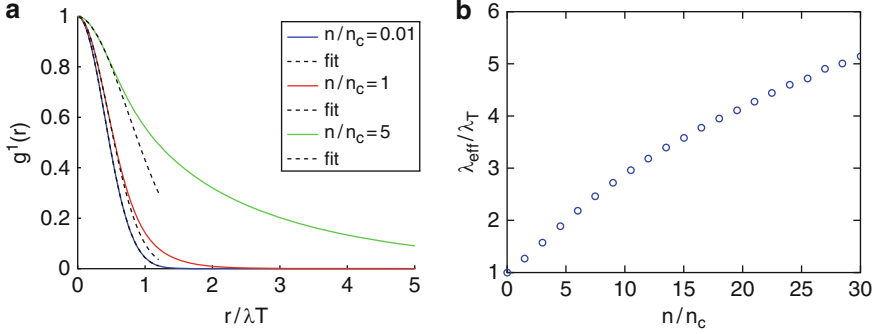 a
g¹(r)
1
0.8
0.6
0.4
0.2
0
0 1 2 3 4 5
r/λT
n/n_c=0.01
fit
n/n_c=1
fit
n/n_c=5
fit
b
λ_eff/λ_T
6
5
4
3
2
1
0 5 10 15 20 25 30
n/n_c